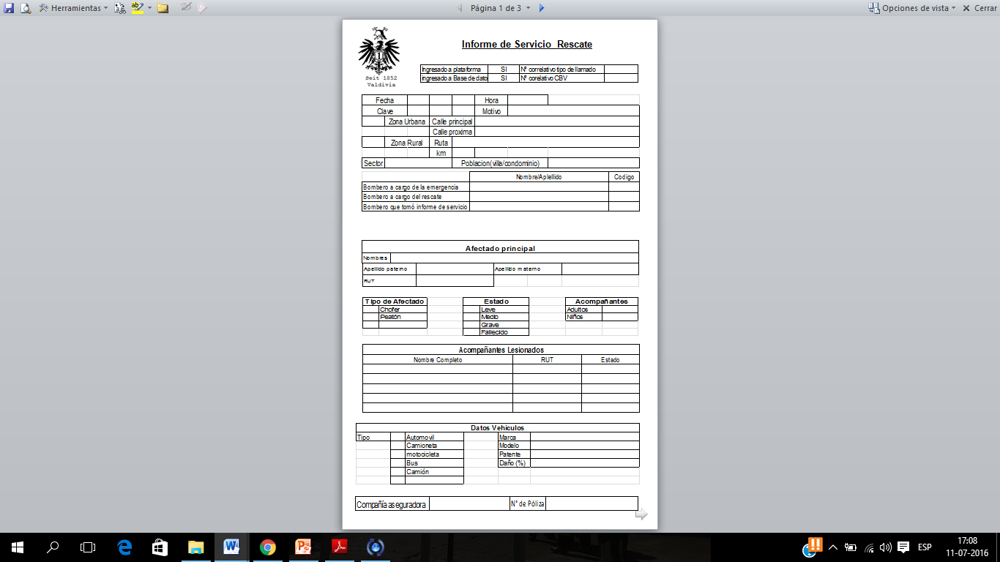 Herramientas Página 1 de 3 Opciones de vista Cerrar
Informe de Servicio Rescate
Seit 1852
Valdivia
Ingresado a plataforma SI N° correlativo tipo de llamado
ingresado a Base de dato SI N° corelativo CBV
Fecha Hora
Clave Motivo
Zona Urbana Calle principal
Calle proxima
Zona Rural Ruta
km
Sector Poblacion(villa/condominio)
Nombre/Aplellido Codigo
Bombero a cargo de la emergencia
Bombero a cargo del rescate
Bombero que tomó informe de servicio
Afectado principal
Nombres
Apellido paterno Apellido materno
RUT
Tipo de Afectado Estado Acompañantes
Chofer Leve Adultos
Peatón Medio Niños
Grave
Fallecido
Acompañantes Lesionados
Nombre Completo RUT Estado
Datos Vehiculos
Tipo Automovil Marca
Camioneta Modelo
motocicleta Patente
Bus Daño (%)
Camión
Compañía aseguradora N° de Póliza
ESP 17:08
11-07-2016